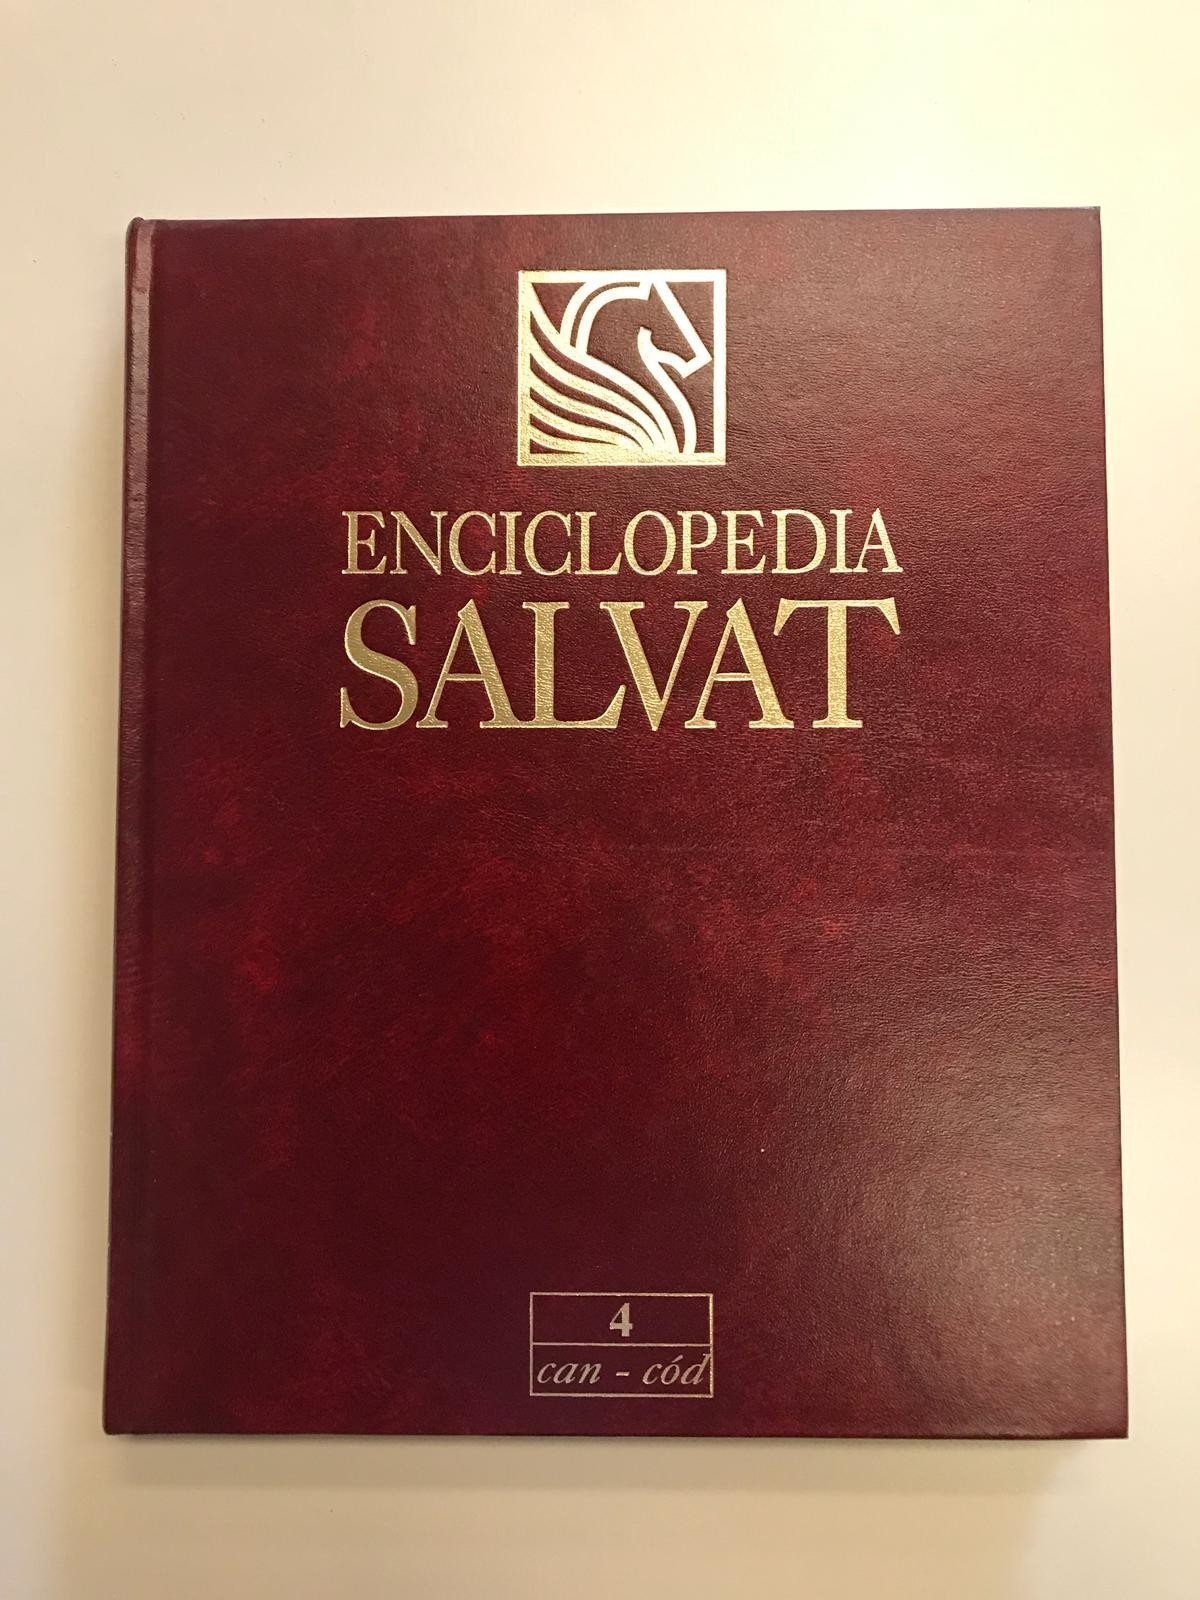 ENCICLOPEDIA
SALVAT
4
can - cód